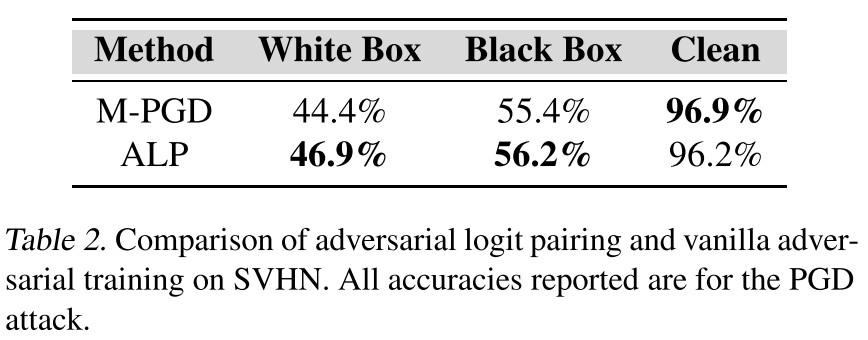 Method White Box Black Box Clean
M-PGD 44.4% 55.4% 96.9%
ALP 46.9% 56.2% 96.2%
Table 2. Comparison of adversarial logit pairing and vanilla adver-
sarial training on SVHN. All accuracies reported are for the PGD
attack.